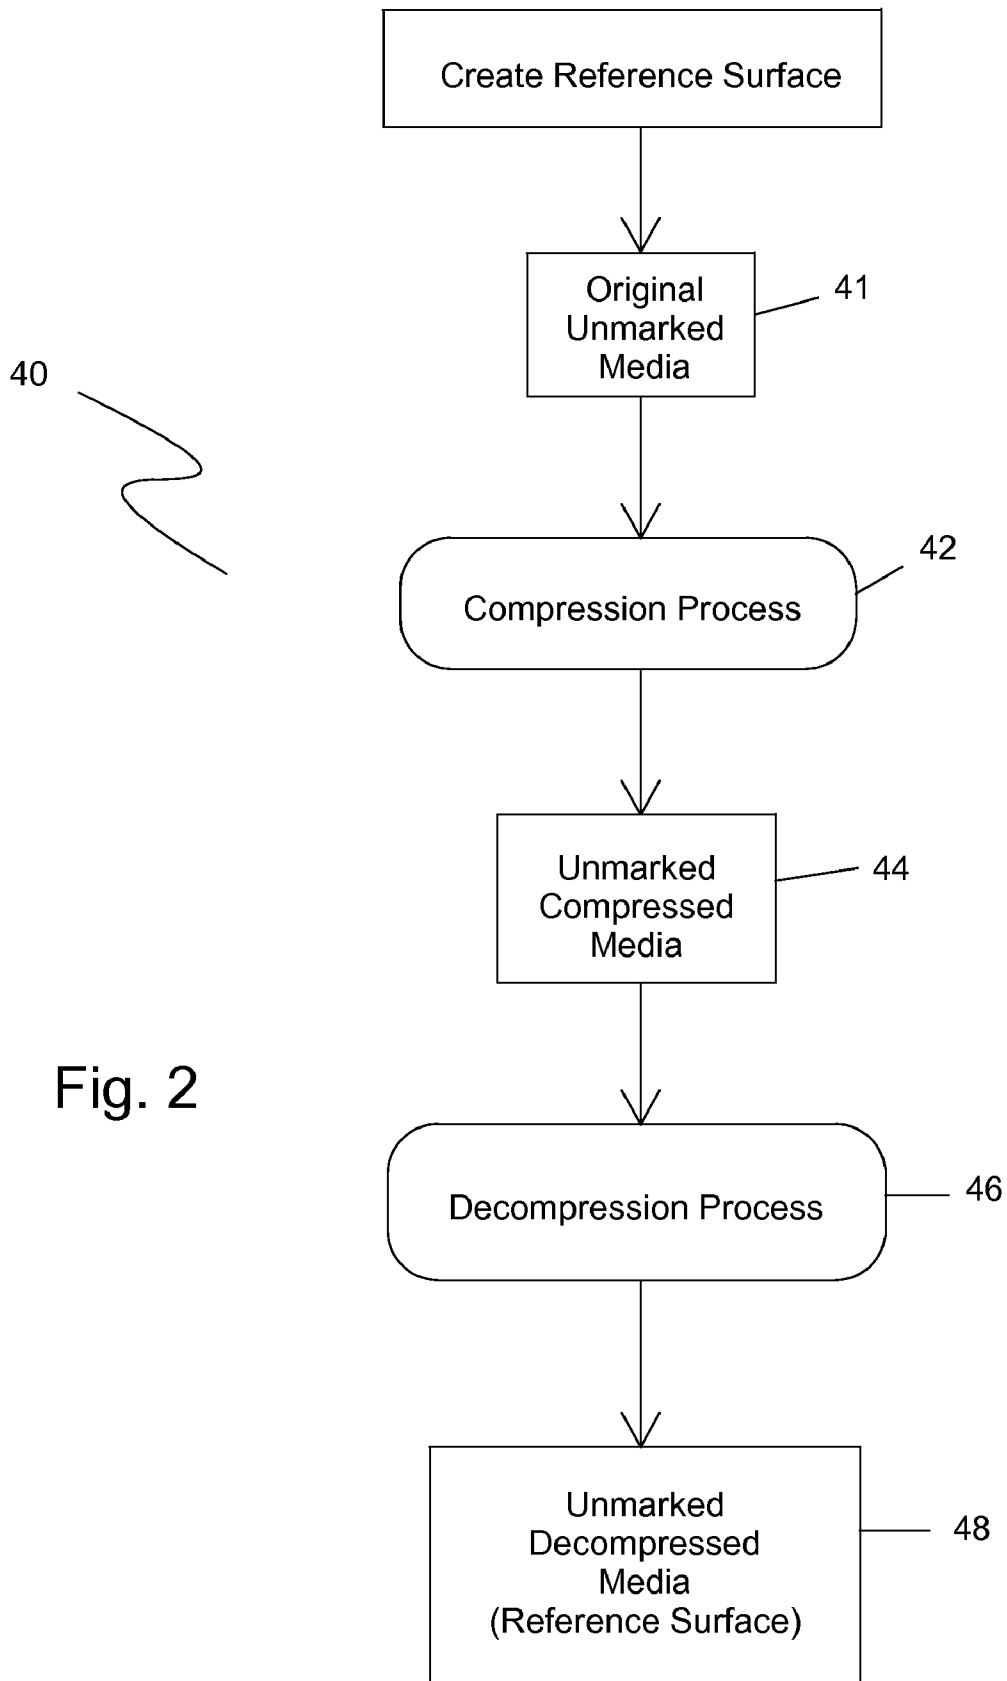 Create Reference Surface
Original
Unmarked
Media
41
40
Compression Process
42
Unmarked
Compressed
Media
44
Fig. 2
Decompression Process
46
Unmarked
Decompressed
Media
(Reference Surface)
48